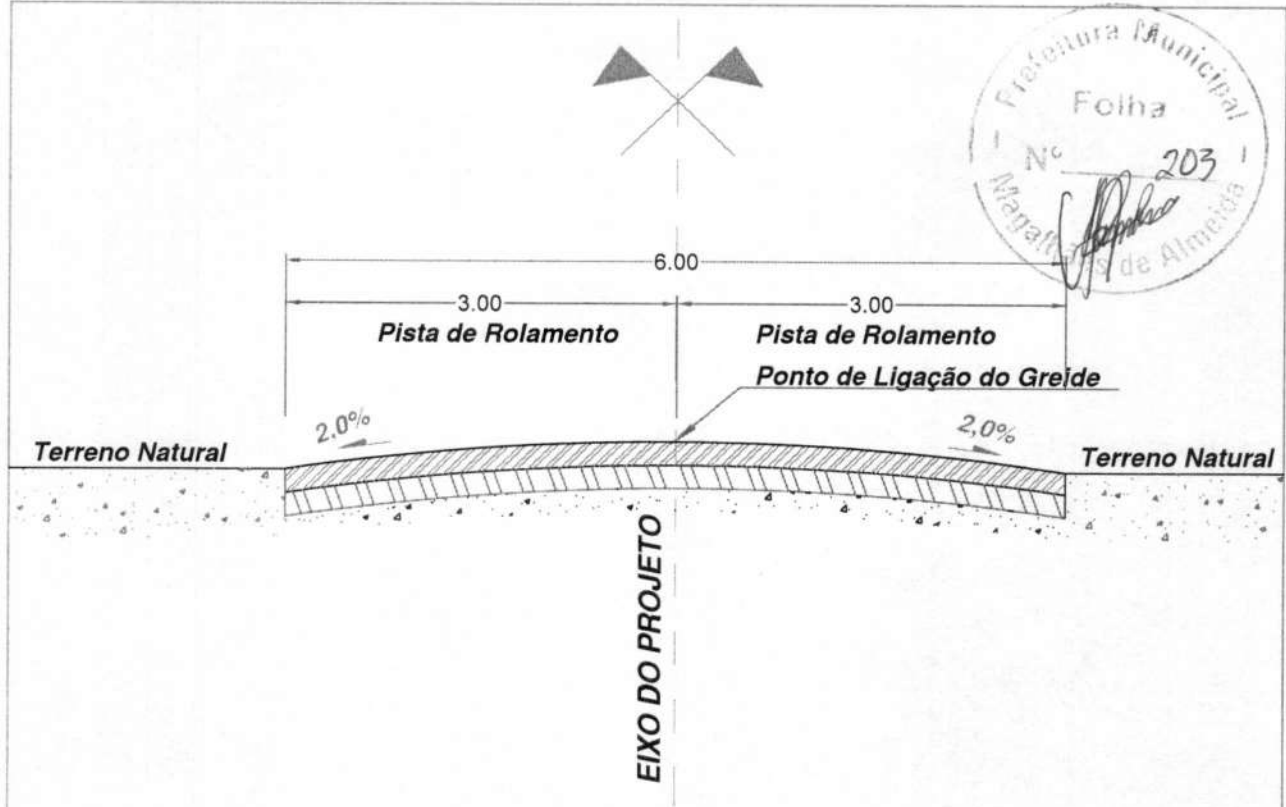 Prefeitura Municipal
Folha
Nº 203
Magalhães de Almeida
6.00
3.00
3.00
Pista de Rolamento
Pista de Rolamento
Ponto de Ligação do Greide
2,0%
2,0%
Terreno Natural
Terreno Natural
EIXO DO PROJETO